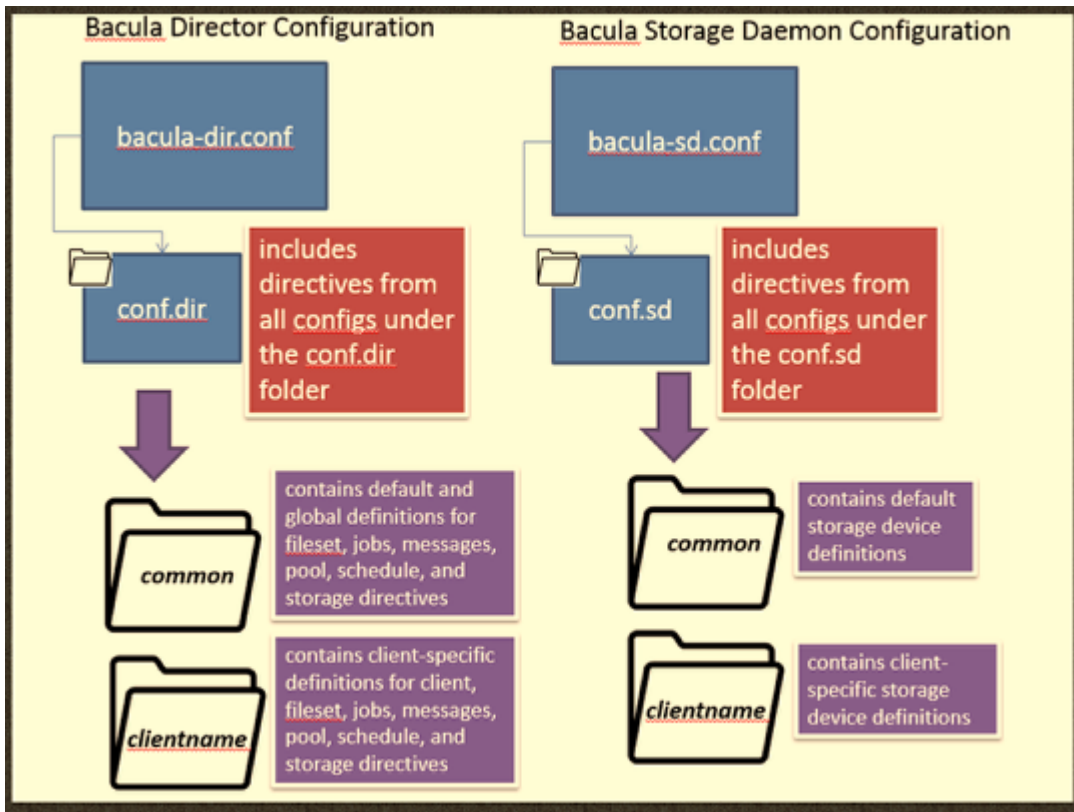 Bacula Director Configuration
bacula-dir.conf
conf.dir
includes
directives from
all configs under
the conf.dir
folder
common
contains default and
global definitions for
fileset, jobs, messages,
pool, schedule, and
storage directives
clientname
contains client-specific
definitions for client,
fileset, jobs, messages,
pool, schedule, and
storage directives
Bacula Storage Daemon Configuration
bacula-sd.conf
conf.sd
includes
directives from
all configs under
the conf.sd
folder
common
contains default
storage device
definitions
clientname
contains client-
specific storage
device definitions